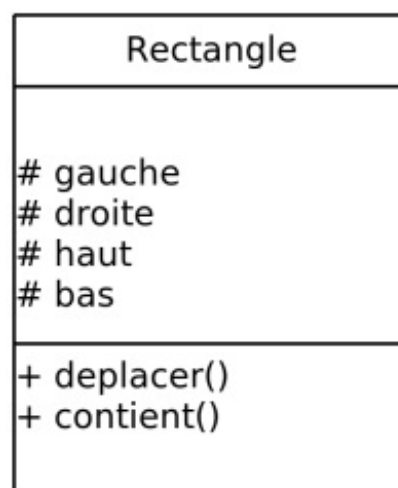 Rectangle
# gauche
# droite
# haut
# bas
+ deplacer()
+ contient()